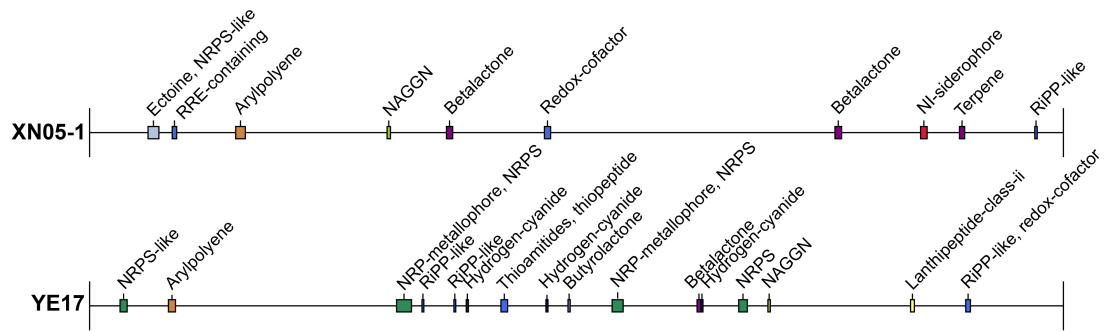 XN05-1
Ectoine, NRPS-like
RRE-containing
Arylpolyene
NAGGN
Betalactone
Redox-cofactor
Betalactone
NI-siderophore
Terpene
RiPP-like
YE17
NRPS-like
Arylpolyene
NRP-metallophore, NRPS
RiPP-like
RiPP-like
Hydrogen-cyanide
Thioamitides, thiopeptide
Hydrogen-cyanide
Butyrolactone
NRP-metallophore, NRPS
Betalactone
Hydrogen-cyanide
NRPS
NAGGN
Lanthipeptide-class-ii
RiPP-like, redox-cofactor